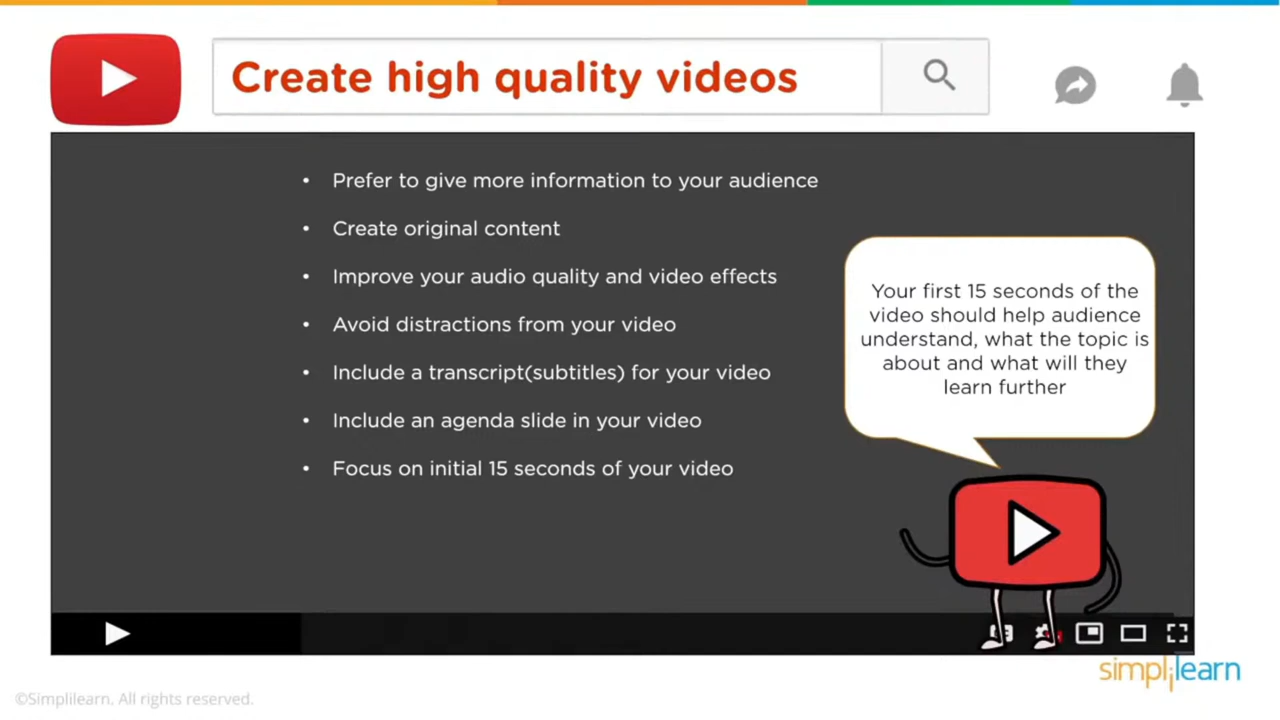 Create high quality videos
• Prefer to give more information to your audience
• Create original content
• Improve your audio quality and video effects
• Avoid distractions from your video
• Include a transcript(subtitles) for your video
• Include an agenda slide in your video
• Focus on initial 15 seconds of your video
Your first 15 seconds of the
video should help audience
understand, what the topic is
about and what will they
learn further
simplilearn
©Simplilearn. All rights reserved.